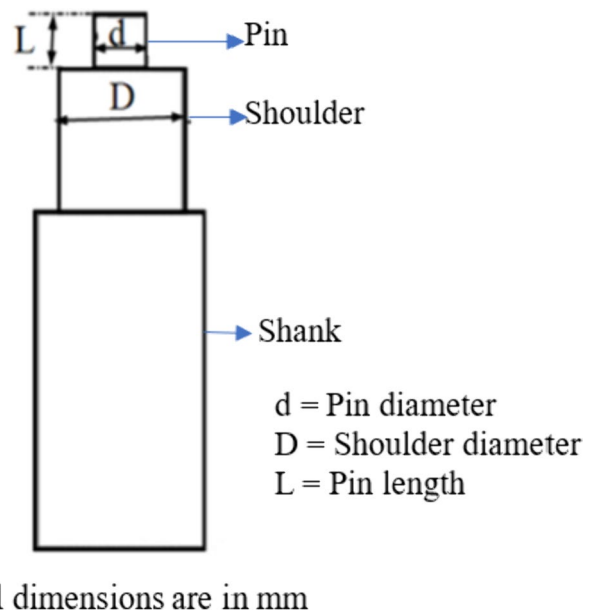 L
d
Pin
D
Shoulder
Shank
d = Pin diameter
D = Shoulder diameter
L = Pin length
dimensions are in mm